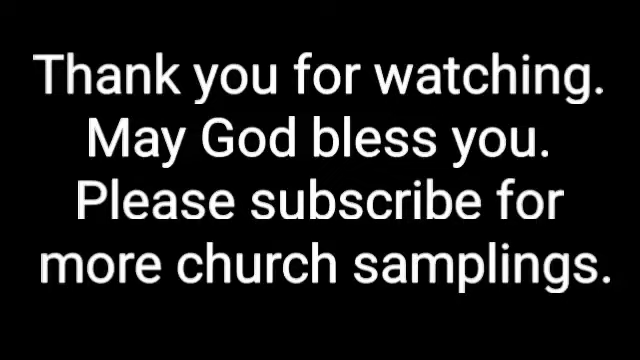 Thank you for watching.
May God bless you.
Please subscribe for
more church samplings.